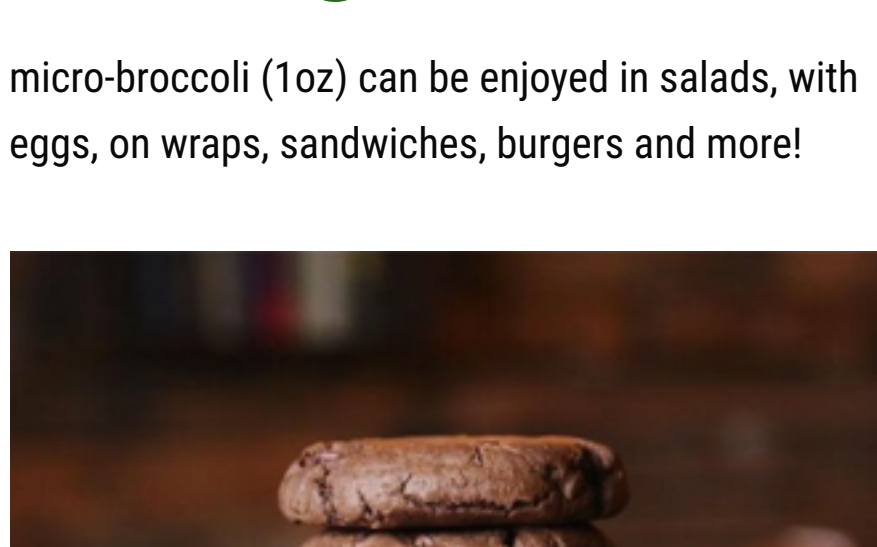 micro-broccoli (1oz) can be enjoyed in salads, with
eggs, on wraps, sandwiches, burgers and more!